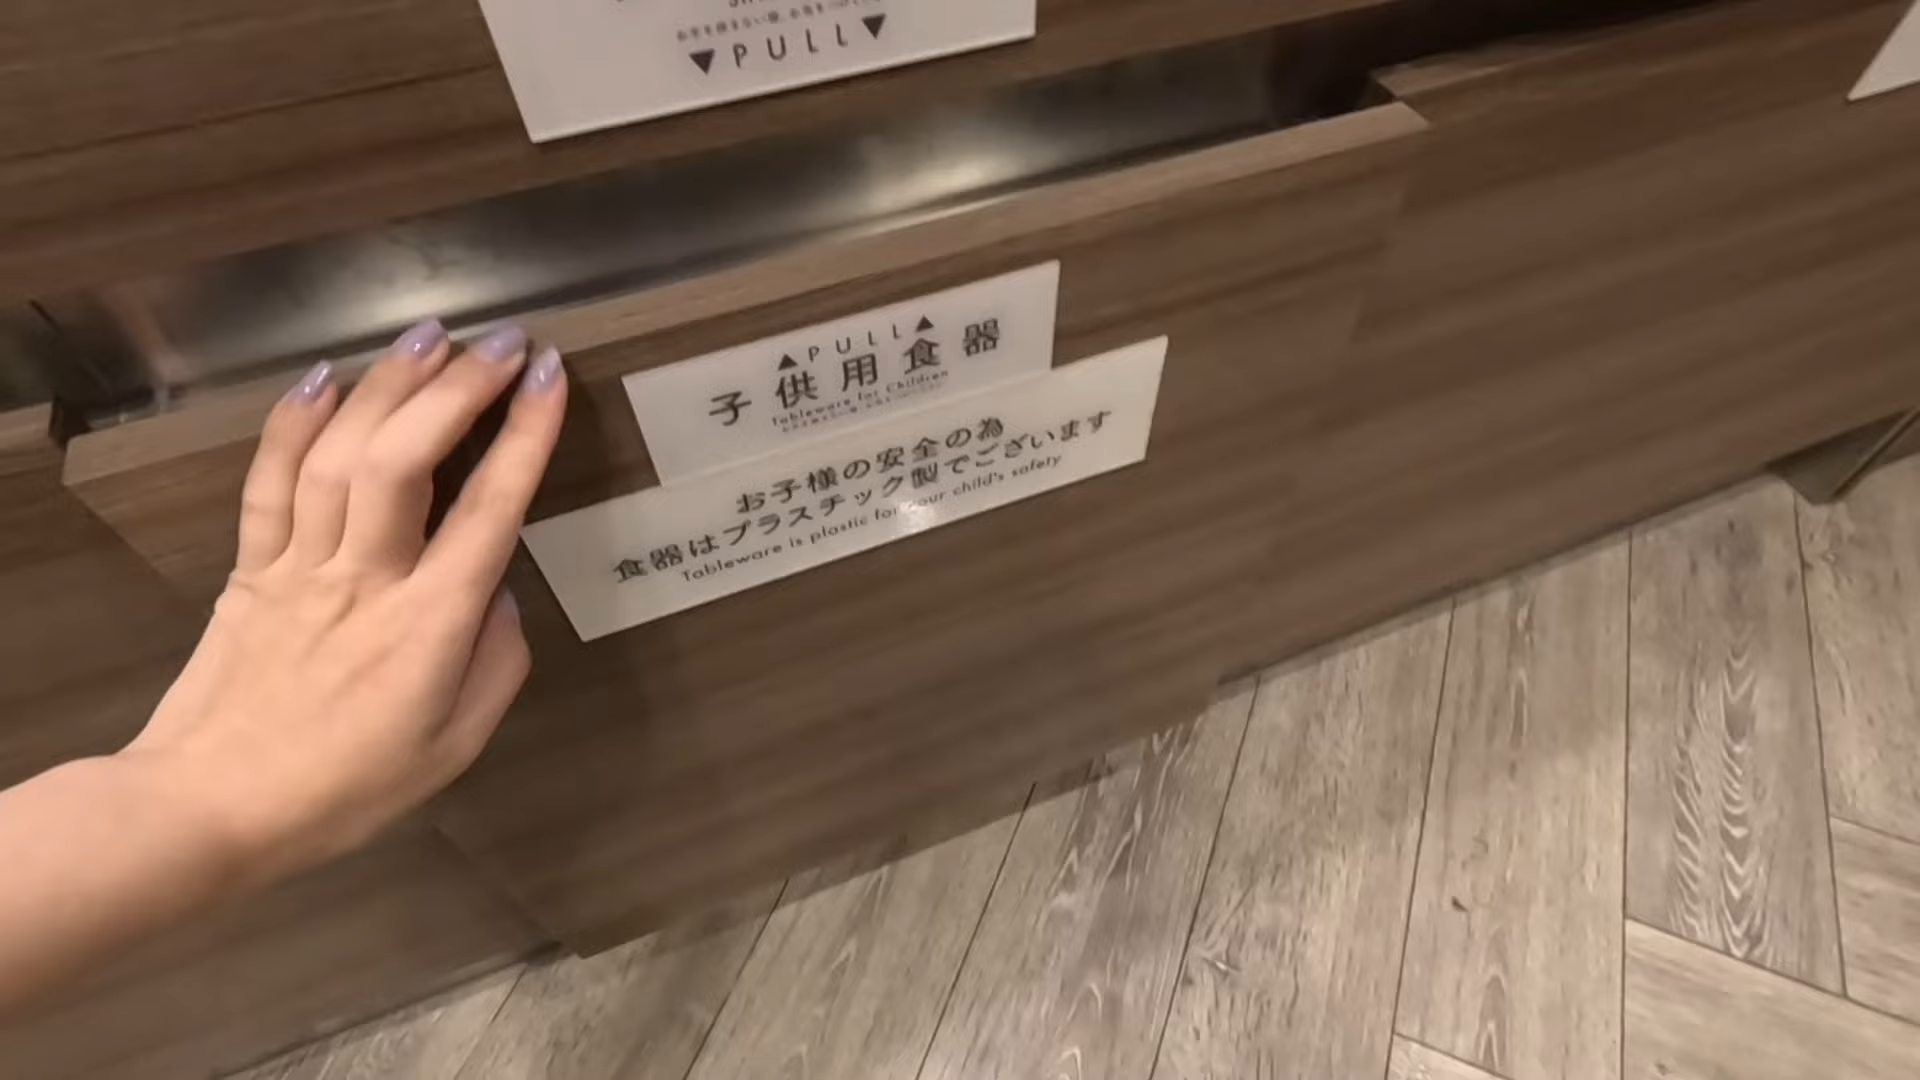 ▼PULL▼
▲PULL▲
子供用食器
Tableware for Children
お子様の安全の為
食器はプラスチック製でございます
Tableware is plastic for your child's safety